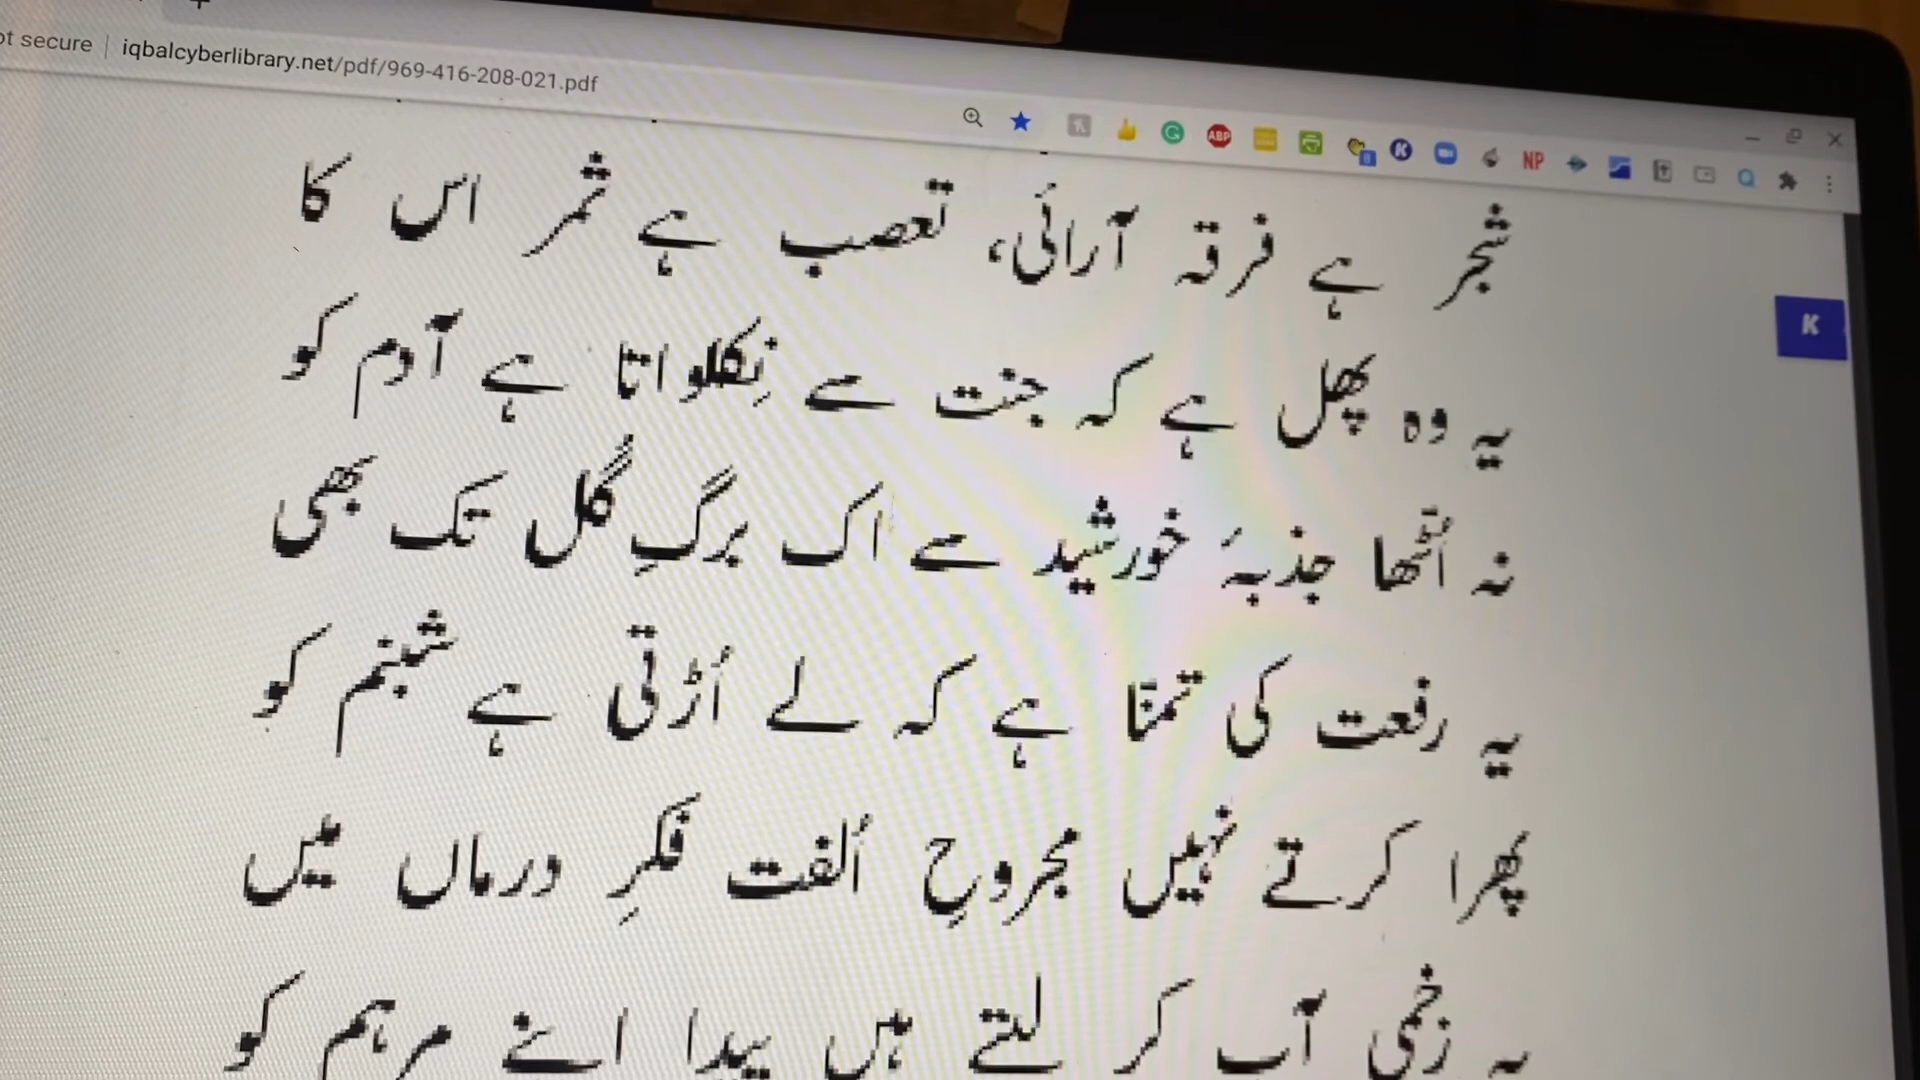 ot secure | iqbalcyberlibrary.net/pdf/969-416-208-021.pdf
ABP
NP
K
شجر ہے فرقہ آرائی، تعصب ہے ثمر اس کا
یہ وہ پھل ہے کہ جنت سے نِکلواتا ہے آدم کو
نہ اُٹھا جذبۂ خورشید سے اک برگِ گُل تک بھی
یہ رفعت کی تمنّا ہے کہ لے اُڑتی ہے شبنم کو
پھرا کرتے نہیں مجروحِ اُلفت فکرِ درماں میں
یہ زخمی آپ کر لیتے ہیں پیدا اپنے مرہم کو